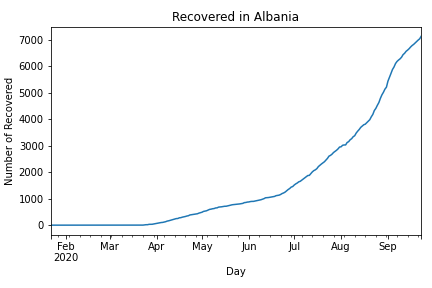 Recovered in Albania
Number of Recovered
7000
6000
5000
4000
3000
2000
1000
0
Feb Mar Apr May Jun Jul Aug Sep
2020
Day